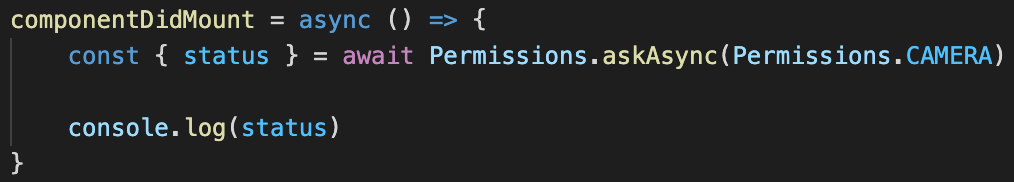 componentDidMount = async () => {
    const { status } = await Permissions.askAsync(Permissions.CAMERA)
    console.log(status)
}